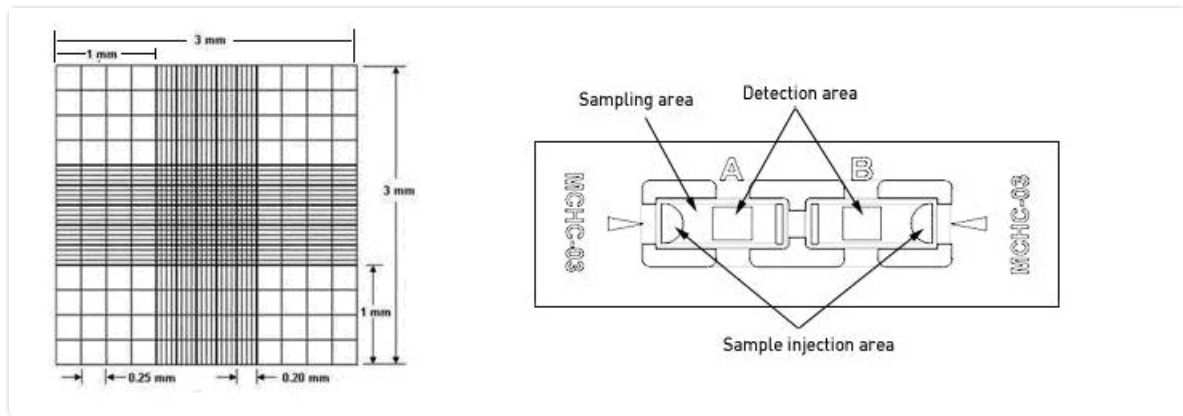 3 mm
1 mm
3 mm
1 mm
0.25 mm
0.20 mm
Sampling area
Detection area
A
B
MCHC-03
MCHC-03
Sample injection area